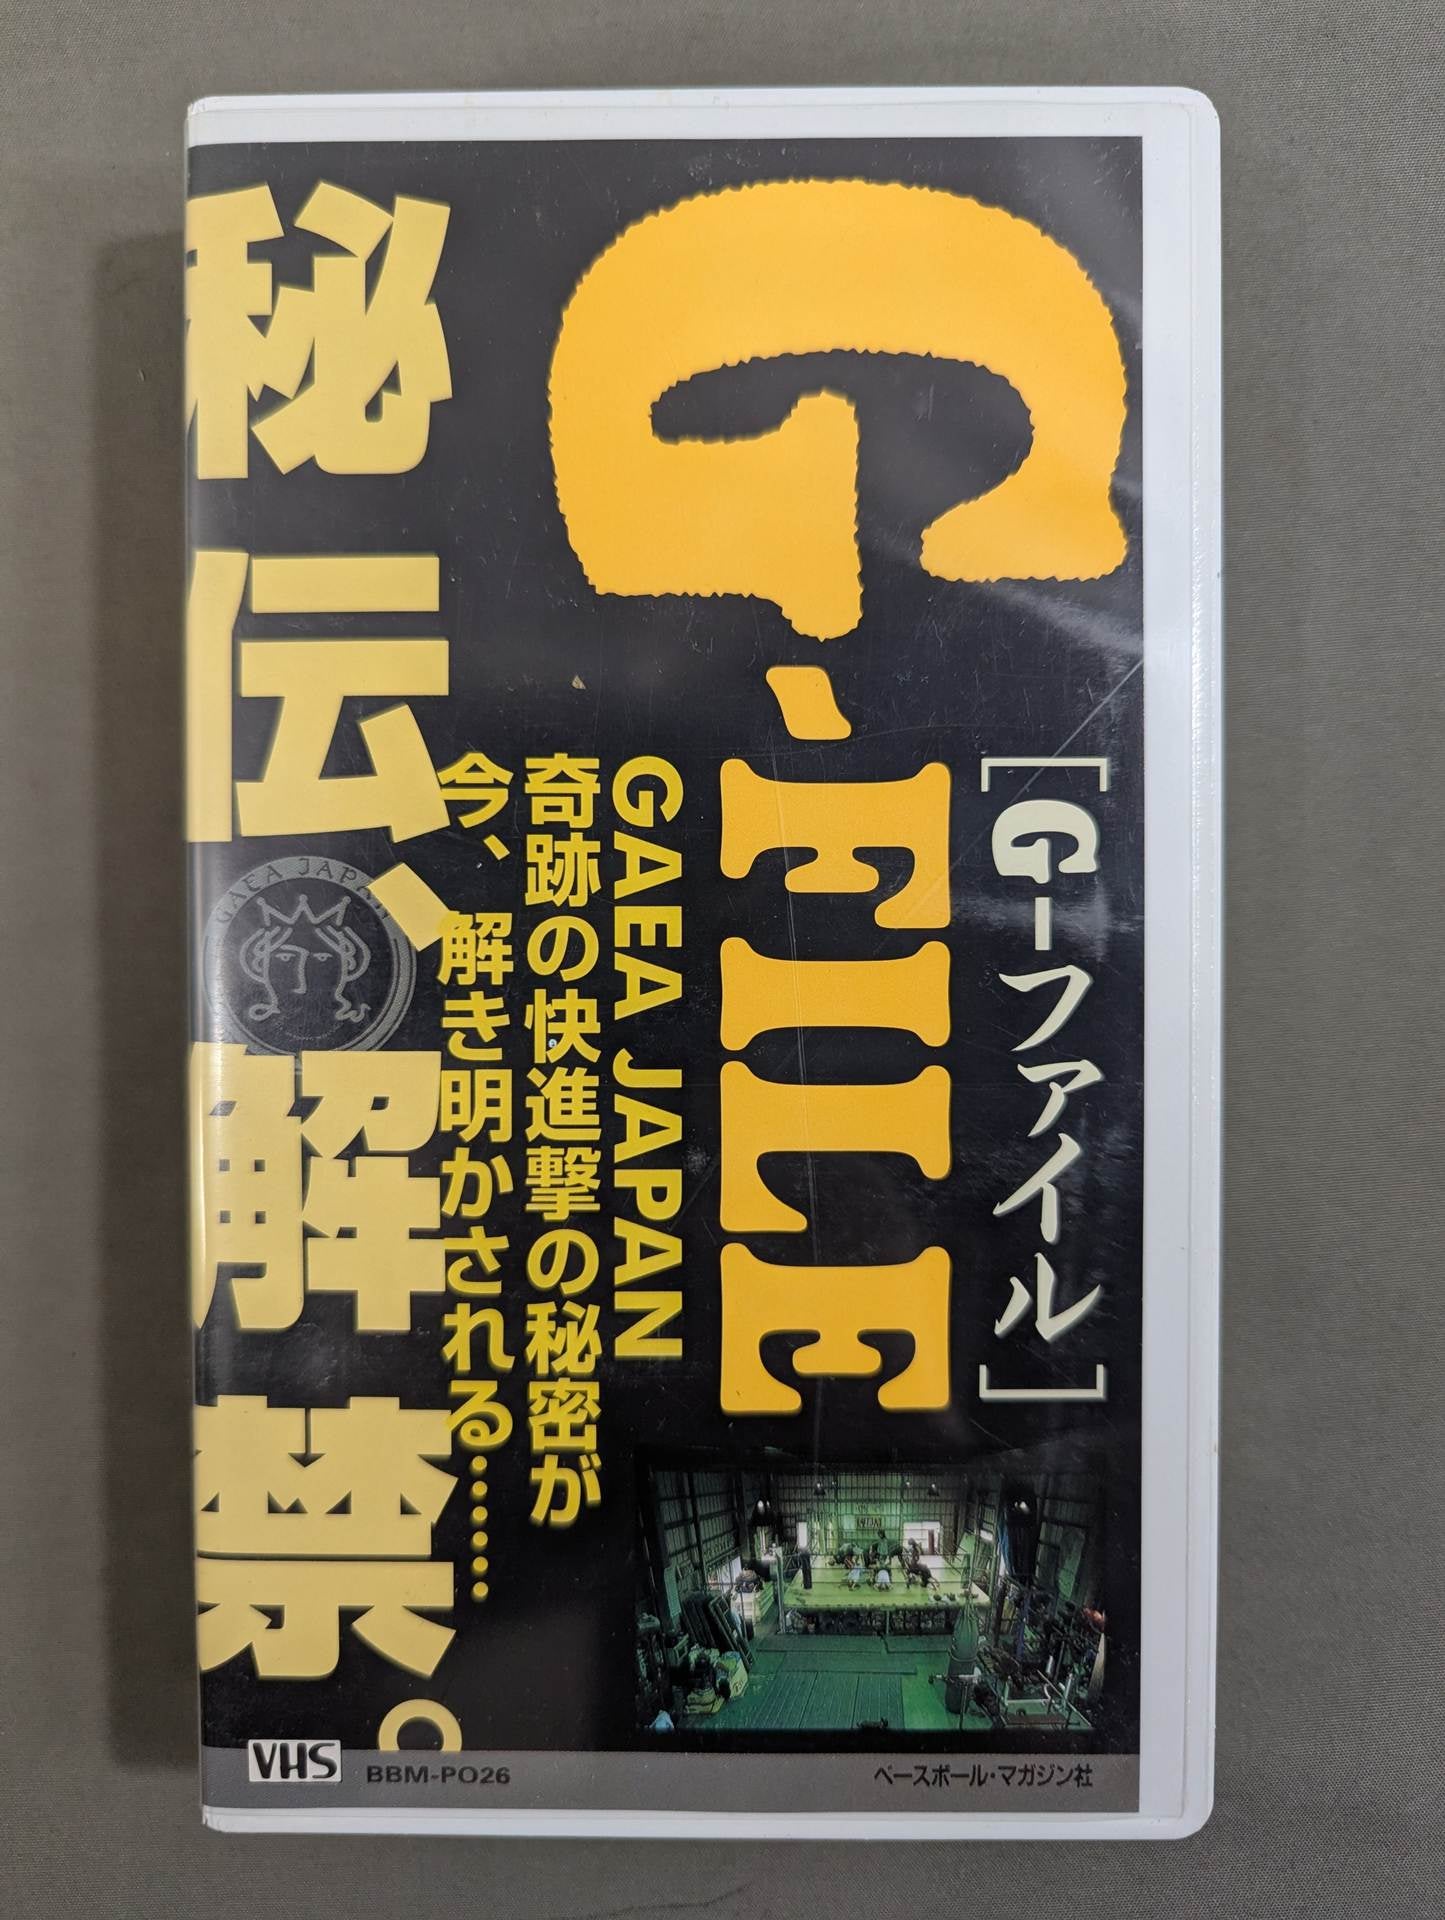 G-FILE
[G-ファイル]
GAEA JAPAN
奇跡の快進撃の秘密が
今、解き明かされる……
秘伝、解禁。
GAEA JAPAN
VHS
BBM-PO26
ベースボール・マガジン社